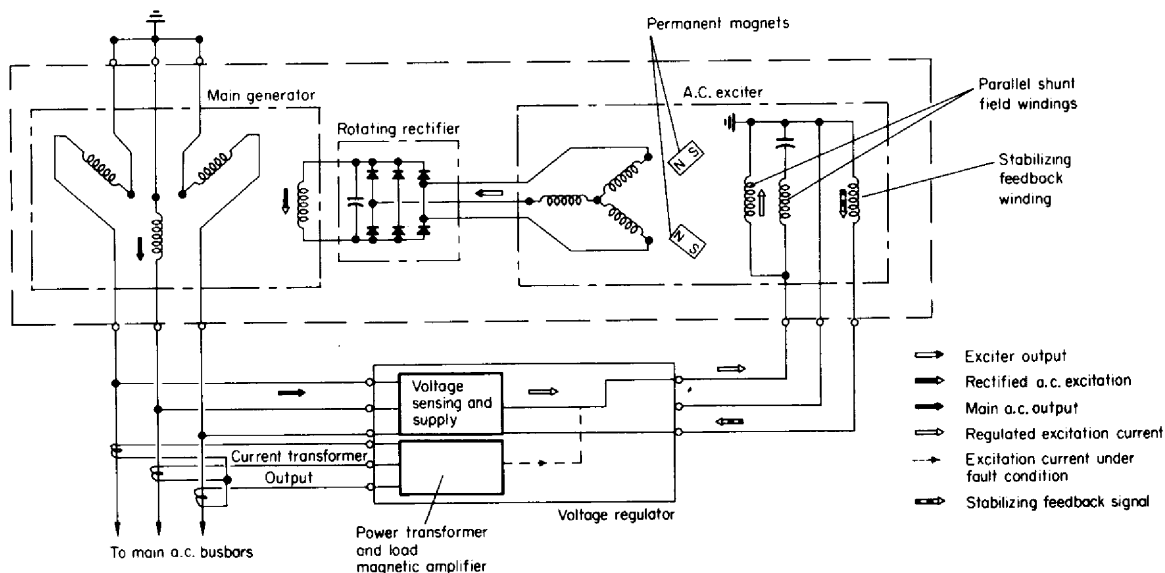 Permanent magnets
Main generator
A.C. exciter
Parallel shunt
field windings
Rotating rectifier
Stabilizing
feedback
winding
N S
N S
Voltage
sensing and
supply
Current transformer
Output
Voltage regulator
Power transformer
and load
magnetic amplifier
To main a.c. busbars
Exciter output
Rectified a.c. excitation
Main a.c. output
Regulated excitation current
Excitation current under
fault condition
Stabilizing feedback signal